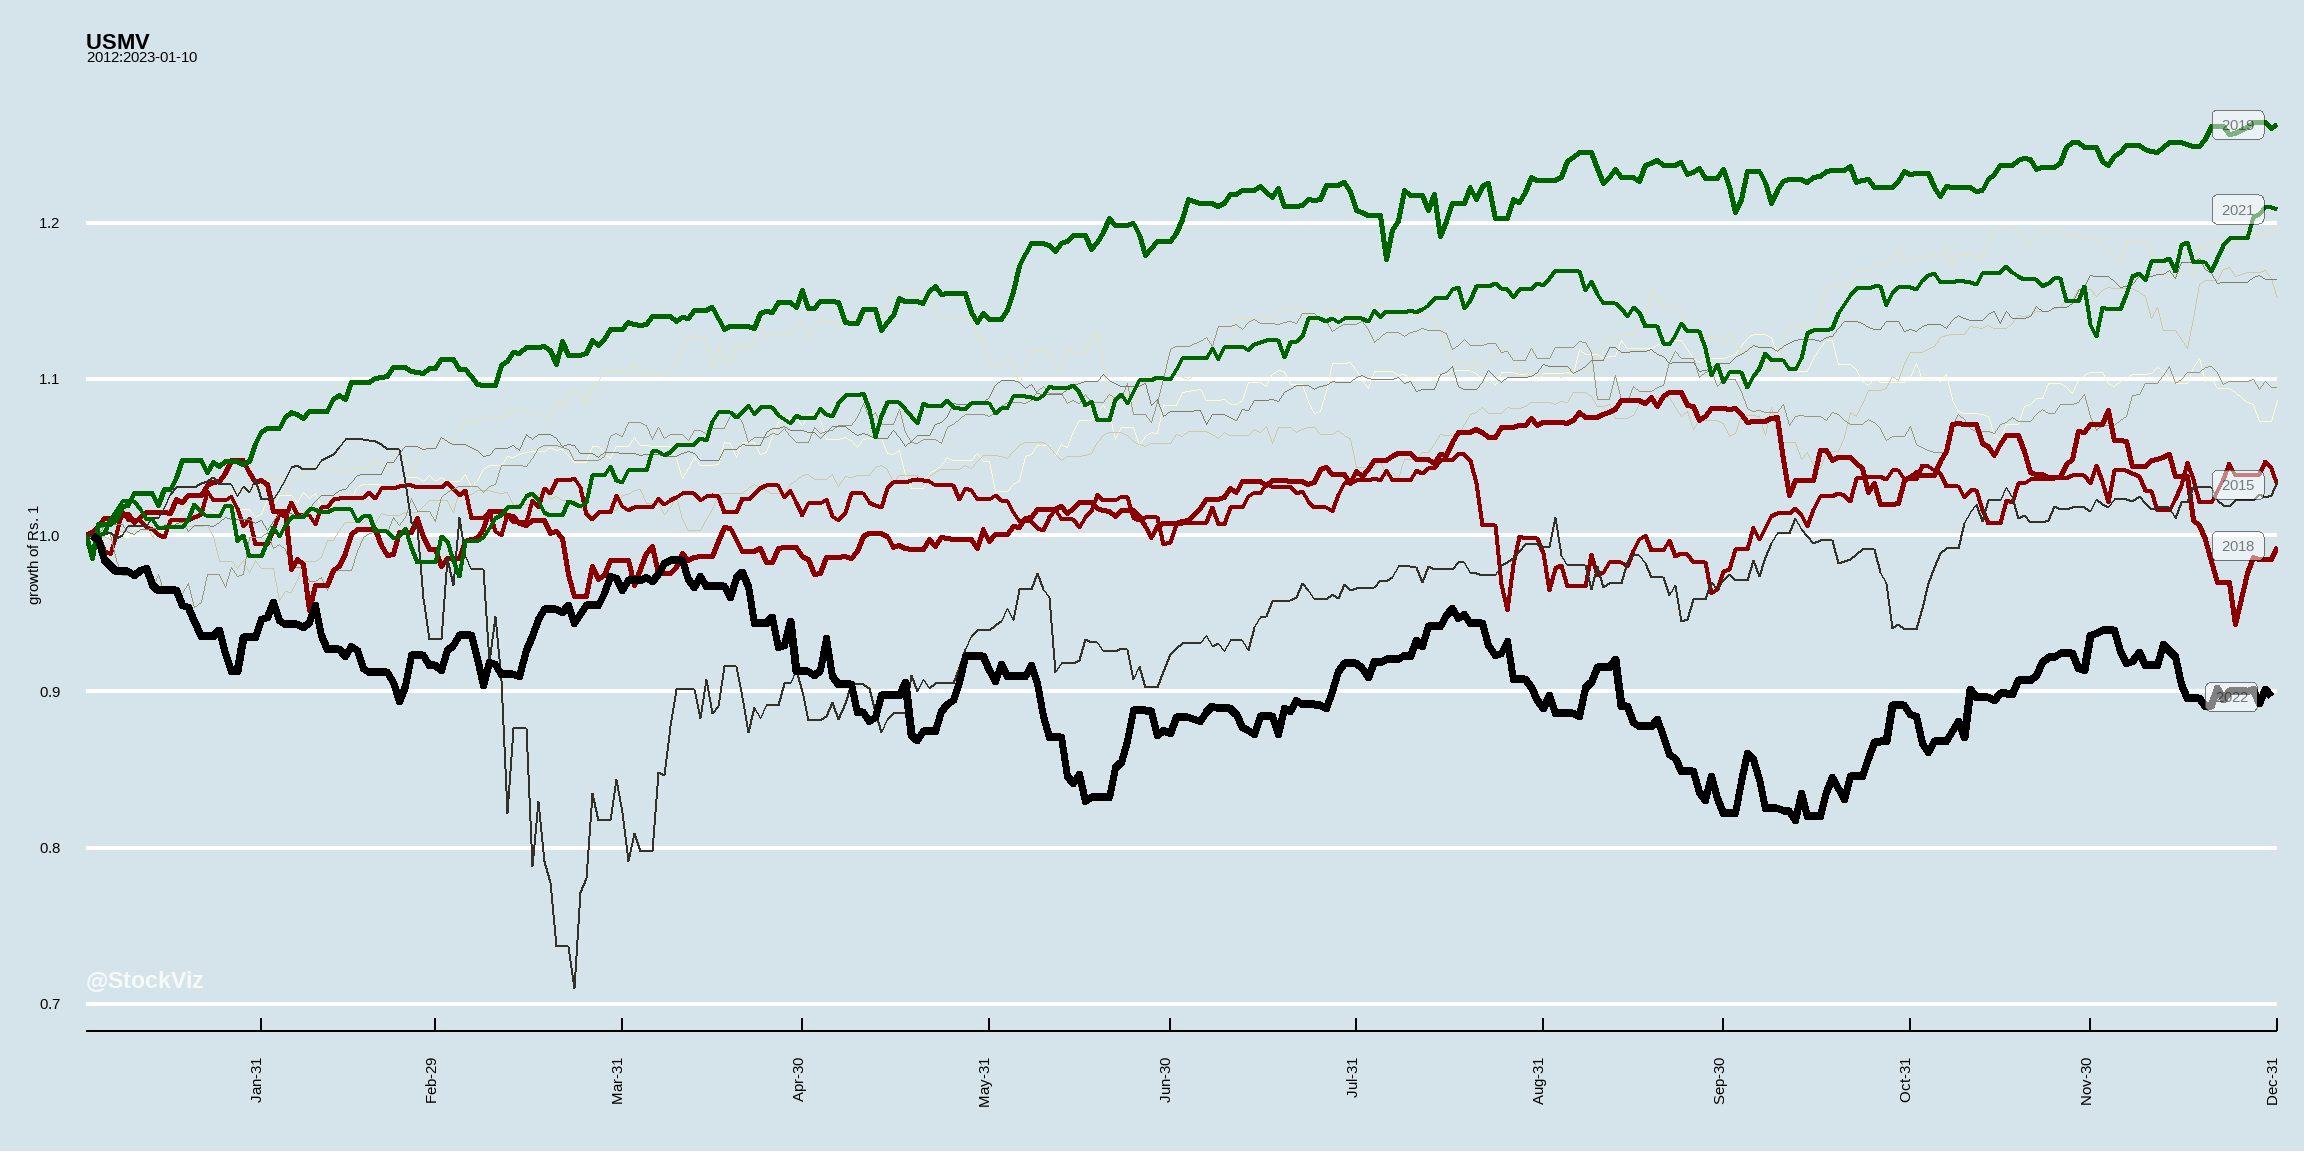 USMV
2012:2023-01-10
2019
1.2
2021
1.1
growth of Rs. 1
1.0
2015
2018
0.9
2022
0.8
@StockViz
0.7
Jan-31
Feb-29
Mar-31
Apr-30
May-31
Jun-30
Jul-31
Aug-31
Sep-30
Oct-31
Nov-30
Dec-31